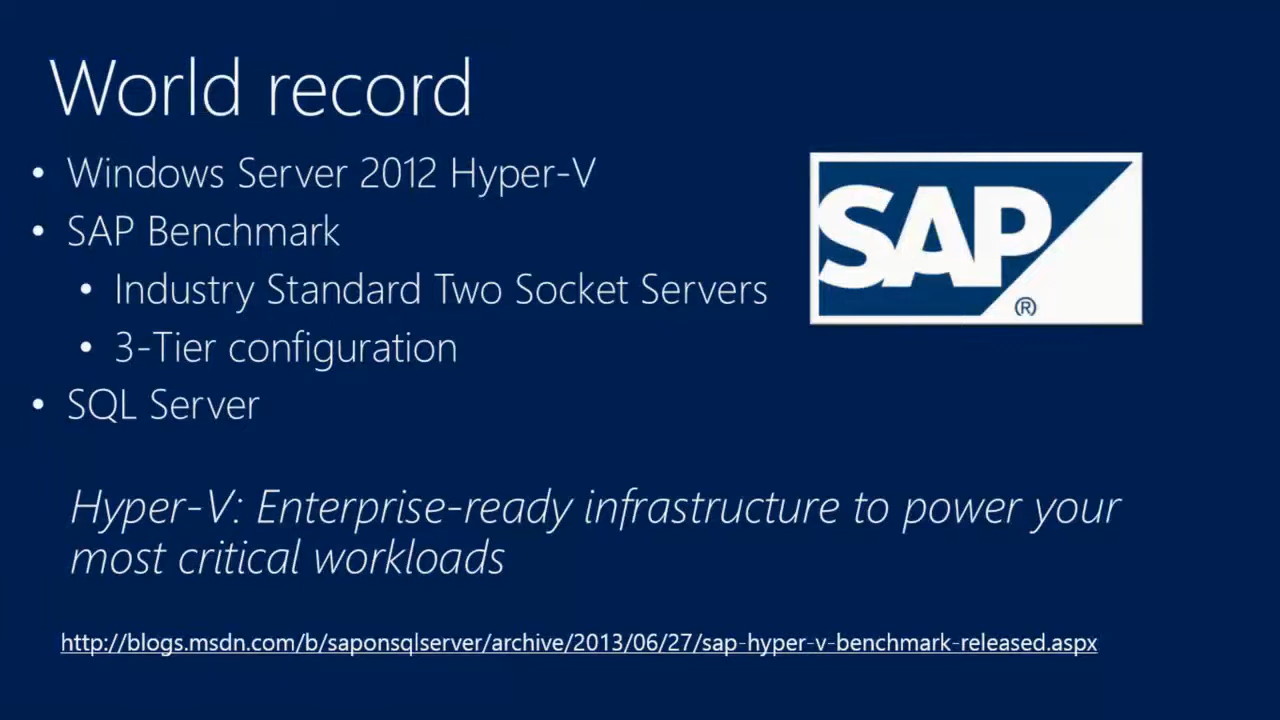 World record
• Windows Server 2012 Hyper-V
• SAP Benchmark
• Industry Standard Two Socket Servers
• 3-Tier configuration
• SQL Server
SAP
®
Hyper-V: Enterprise-ready infrastructure to power your
most critical workloads
http://blogs.msdn.com/b/saponsqlserver/archive/2013/06/27/sap-hyper-v-benchmark-released.aspx